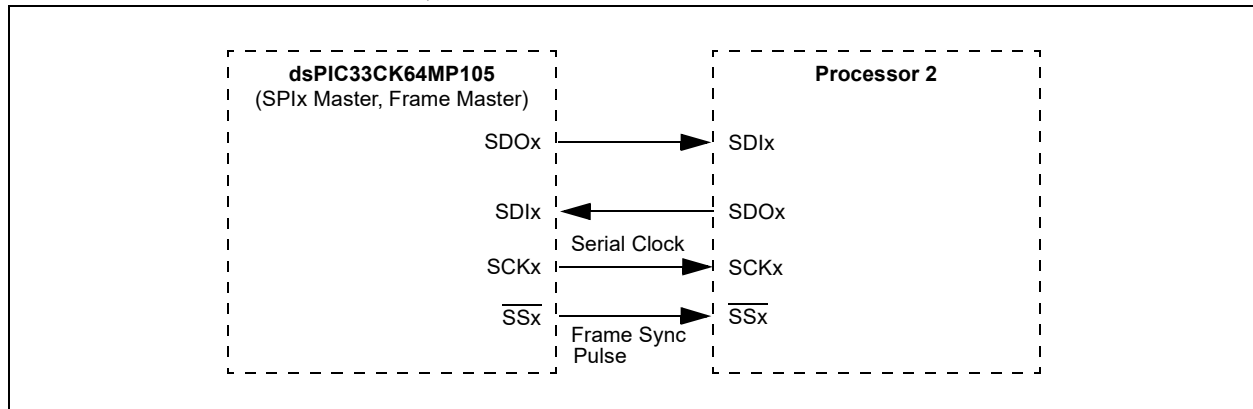 dsPIC33CK64MP105
(SPIx Master, Frame Master)
Processor 2
SDOx
SDIx
SDIx
SDOx
Serial Clock
SCKx
SCKx
SSx
SSx
Frame Sync
Pulse